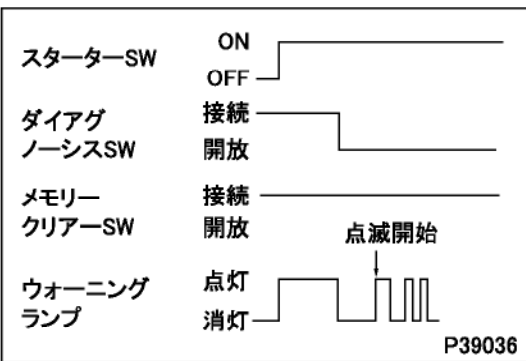 スターターSW
ON
OFF
ダイアグ
ノーシスSW
接続
開放
メモリー
クリアーSW
接続
開放
点滅開始
ウォーニング
ランプ
点灯
消灯
P39036